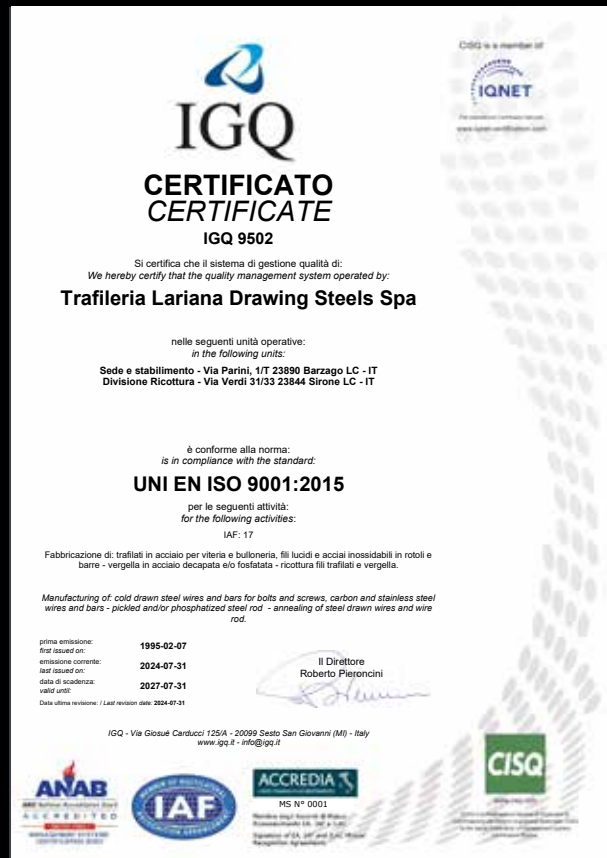 CISQ is a member of
IQNET
www.iqnet-certification.com
IGQ
CERTIFICATO
CERTIFICATE
IGQ 9502
Si certifica che il sistema di gestione qualità di:
We hereby certify that the quality management system operated by:
Trafileria Lariana Drawing Steels Spa
nelle seguenti unità operative:
in the following units:
Sede e stabilimento - Via Parini, 1/T 23890 Barzago LC - IT
Divisione Ricottura - Via Verdi 31/33 23844 Sirone LC - IT
è conforme alla norma:
is in compliance with the standard:
UNI EN ISO 9001:2015
per le seguenti attività:
for the following activities:
IAF: 17
Fabbricazione di: trafilati in acciaio per viteria e bulloneria, fili lucidi e acciai inossidabili in rotoli e
barre - vergella in acciaio decapata e/o fosfatata - ricottura fili trafilati e vergella.
Manufacturing of: cold drawn steel wires and bars for bolts and screws, carbon and stainless steel
wires and bars - pickled and/or phosphatized steel rod - annealing of steel drawn wires and wire
rod.
prima emissione:
first issued on:
1995-02-07
emissione corrente:
last issued on:
2024-07-31
data di scadenza:
valid until:
2027-07-31
Data ultima revisione: / Last revision date: 2024-07-31
Il Direttore
Roberto Pieroncini
IGQ - Via Giosuè Carducci 125/A - 20099 Sesto San Giovanni (MI) - Italy
www.igq.it - info@igq.it
ANAB
ACCREDITED
IAF
ACCREDIA
MS N° 0001
CISQ